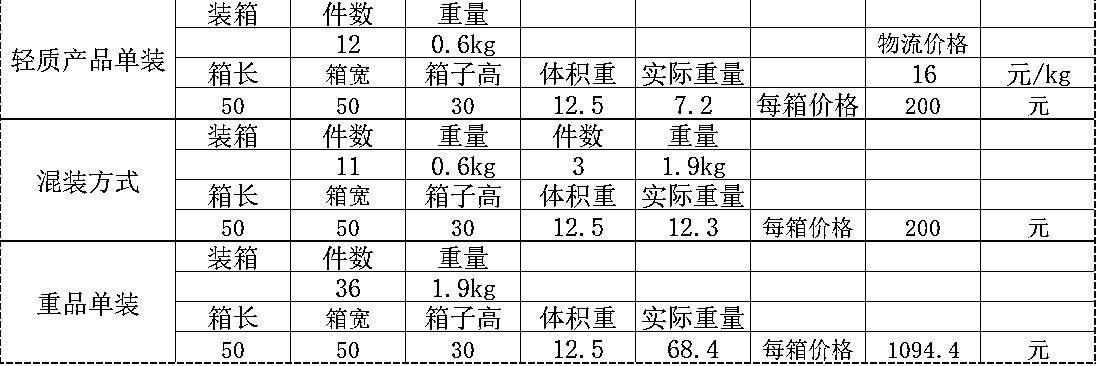 装箱 件数 重量
轻质产品单装
12 0.6kg 物流价格
箱长 箱宽 箱子高 体积重 实际重量 16 元/kg
50 50 30 12.5 7.2 每箱价格 200 元
装箱 件数 重量 件数 重量
混装方式
11 0.6kg 3 1.9kg
箱长 箱宽 箱子高 体积重 实际重量
50 50 30 12.5 12.3 每箱价格 200 元
装箱 件数 重量
重品单装
36 1.9kg
箱长 箱宽 箱子高 体积重 实际重量
50 50 30 12.5 68.4 每箱价格 1094.4 元